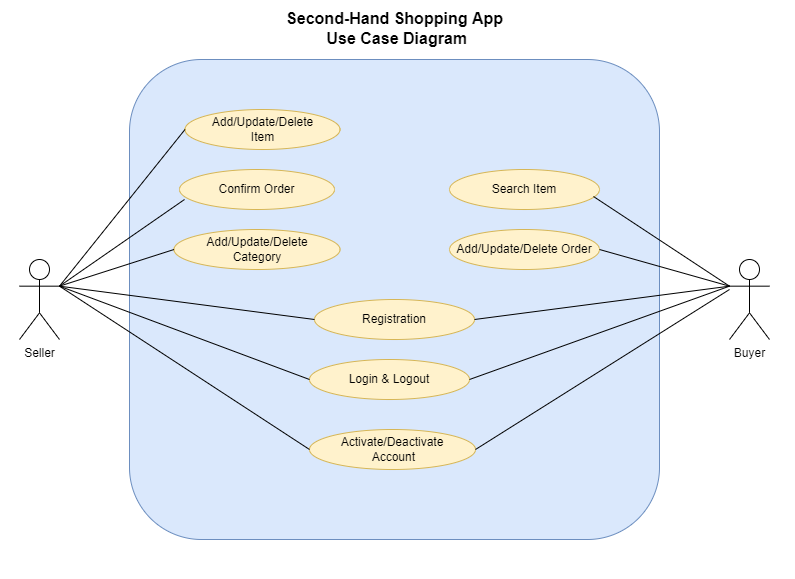 Second-Hand Shopping App
Use Case Diagram
Add/Update/Delete
Item
Confirm Order
Search Item
Add/Update/Delete
Category
Add/Update/Delete Order
Registration
Seller
Buyer
Login & Logout
Activate/Deactivate
Account